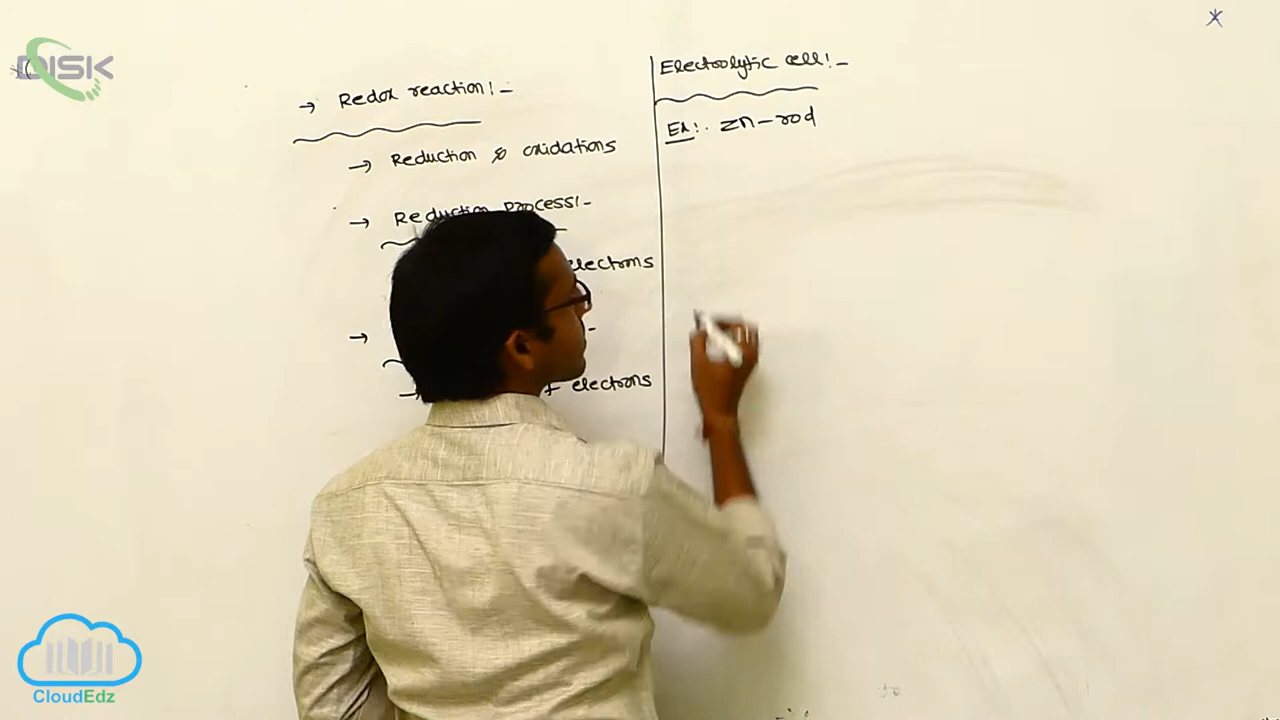 DISK
→ Redox reaction:-
→ Reduction & oxidations
→ Reduction Process:-
electrons
→
→ electrons
Electrolytic cell:-
Ex:. Zn-rod
CloudEdz